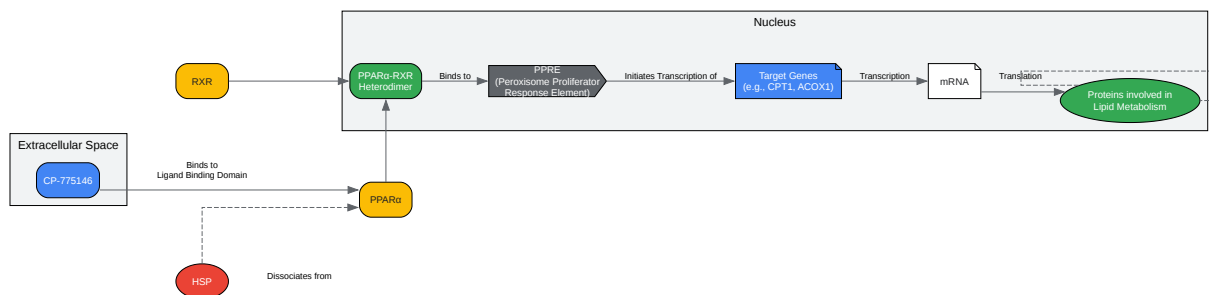 Nucleus
RXR
PPARα-RXR
Heterodimer
Binds to
PPRE
(Peroxisome Proliferator
Response Element)
Initiates Transcription of
Target Genes
(e.g., CPT1, ACOX1)
Transcription
mRNA
Translation
Proteins involved in
Lipid Metabolism
Extracellular Space
CP-775146
Binds to
Ligand Binding Domain
PPARα
HSP
Dissociates from